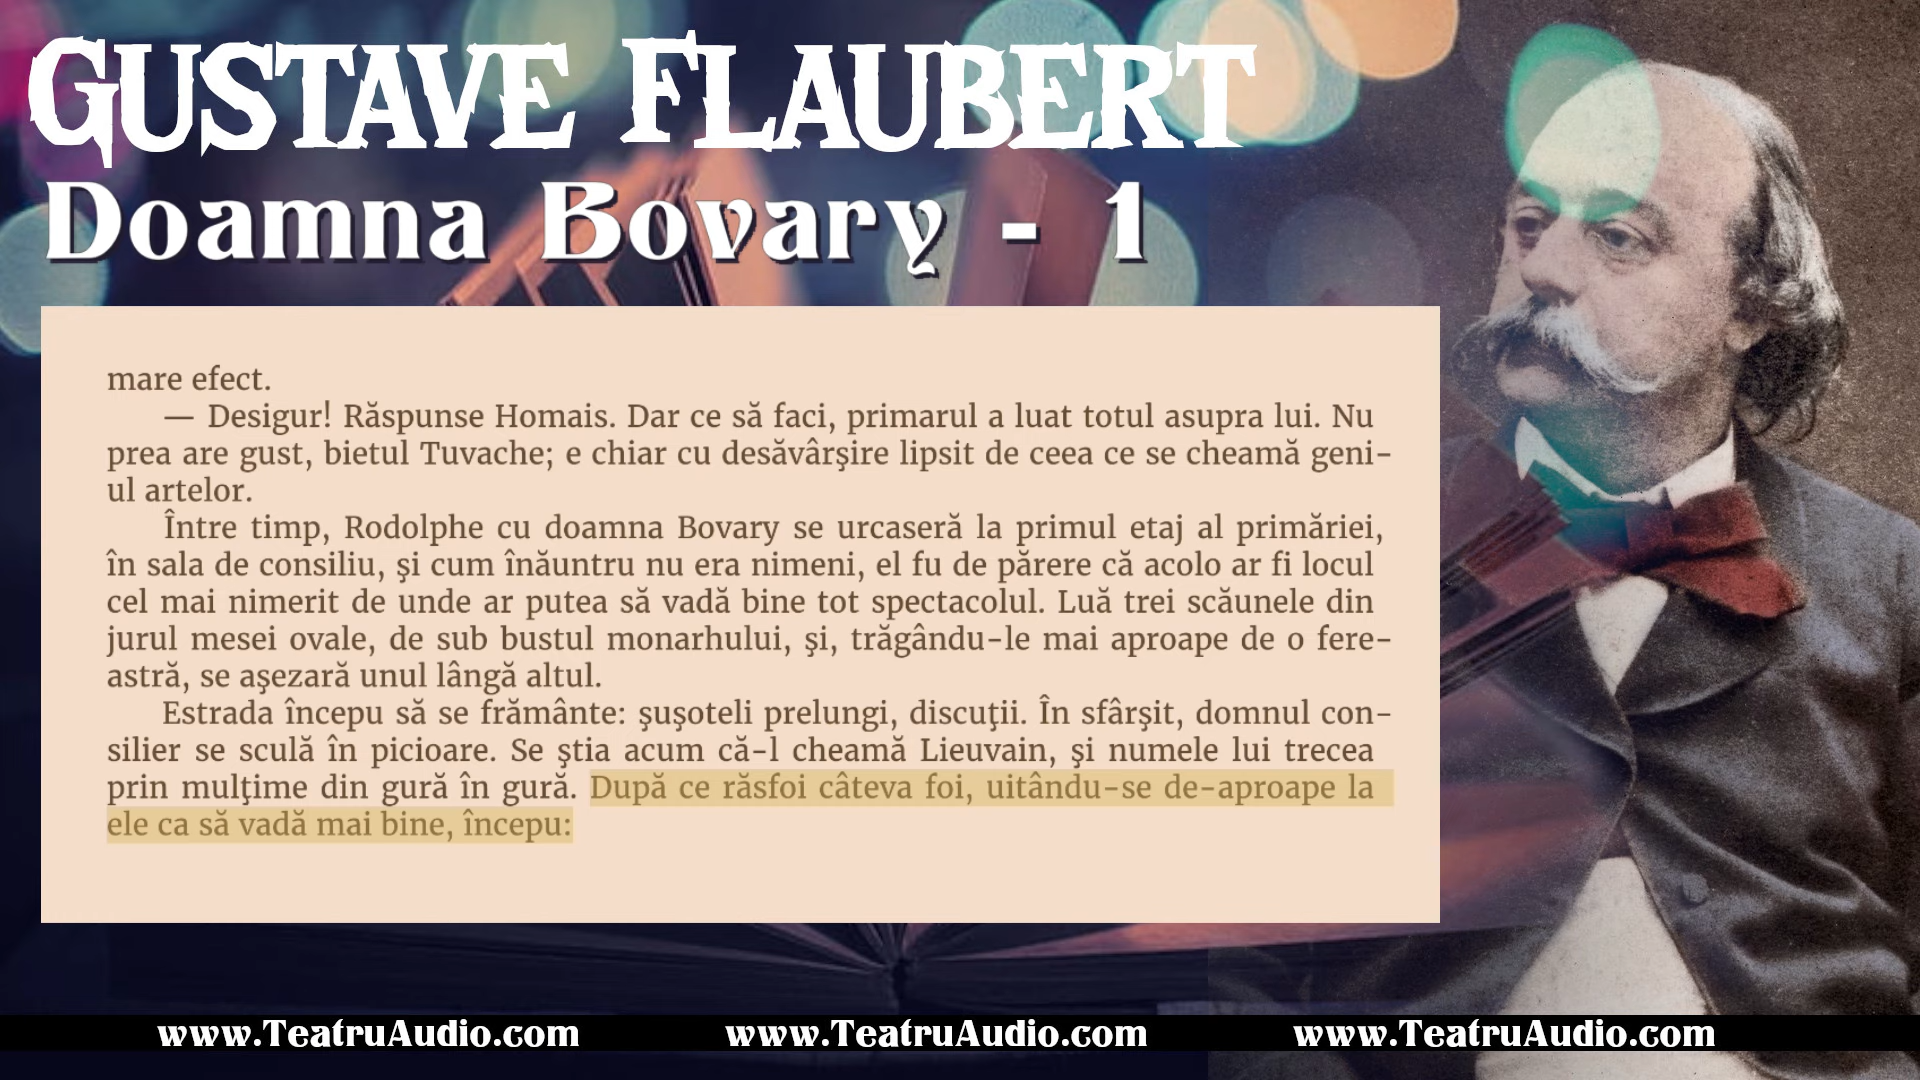 GUSTAVE FLAUBERT
Doamna Bovary - 1
mare efect.
— Desigur! Răspunse Homais. Dar ce să faci, primarul a luat totul asupra lui. Nu
prea are gust, bietul Tuvache; e chiar cu desăvârşire lipsit de ceea ce se cheamă geni-
ul artelor.
Între timp, Rodolphe cu doamna Bovary se urcaseră la primul etaj al primăriei,
în sala de consiliu, şi cum înăuntru nu era nimeni, el fu de părere că acolo ar fi locul
cel mai nimerit de unde ar putea să vadă bine tot spectacolul. Luă trei scăunele din
jurul mesei ovale, de sub bustul monarhului, şi, trăgându-le mai aproape de o fere-
astră, se aşezară unul lângă altul.
Estrada începu să se frământe: şuşoteli prelungi, discuţii. În sfârşit, domnul con-
silier se sculă în picioare. Se ştia acum că-l cheamă Lieuvain, şi numele lui trecea
prin mulţime din gură în gură. După ce răsfoi câteva foi, uitându-se de-aproape la
ele ca să vadă mai bine, începu:
www.TeatruAudio.com www.TeatruAudio.com www.TeatruAudio.com